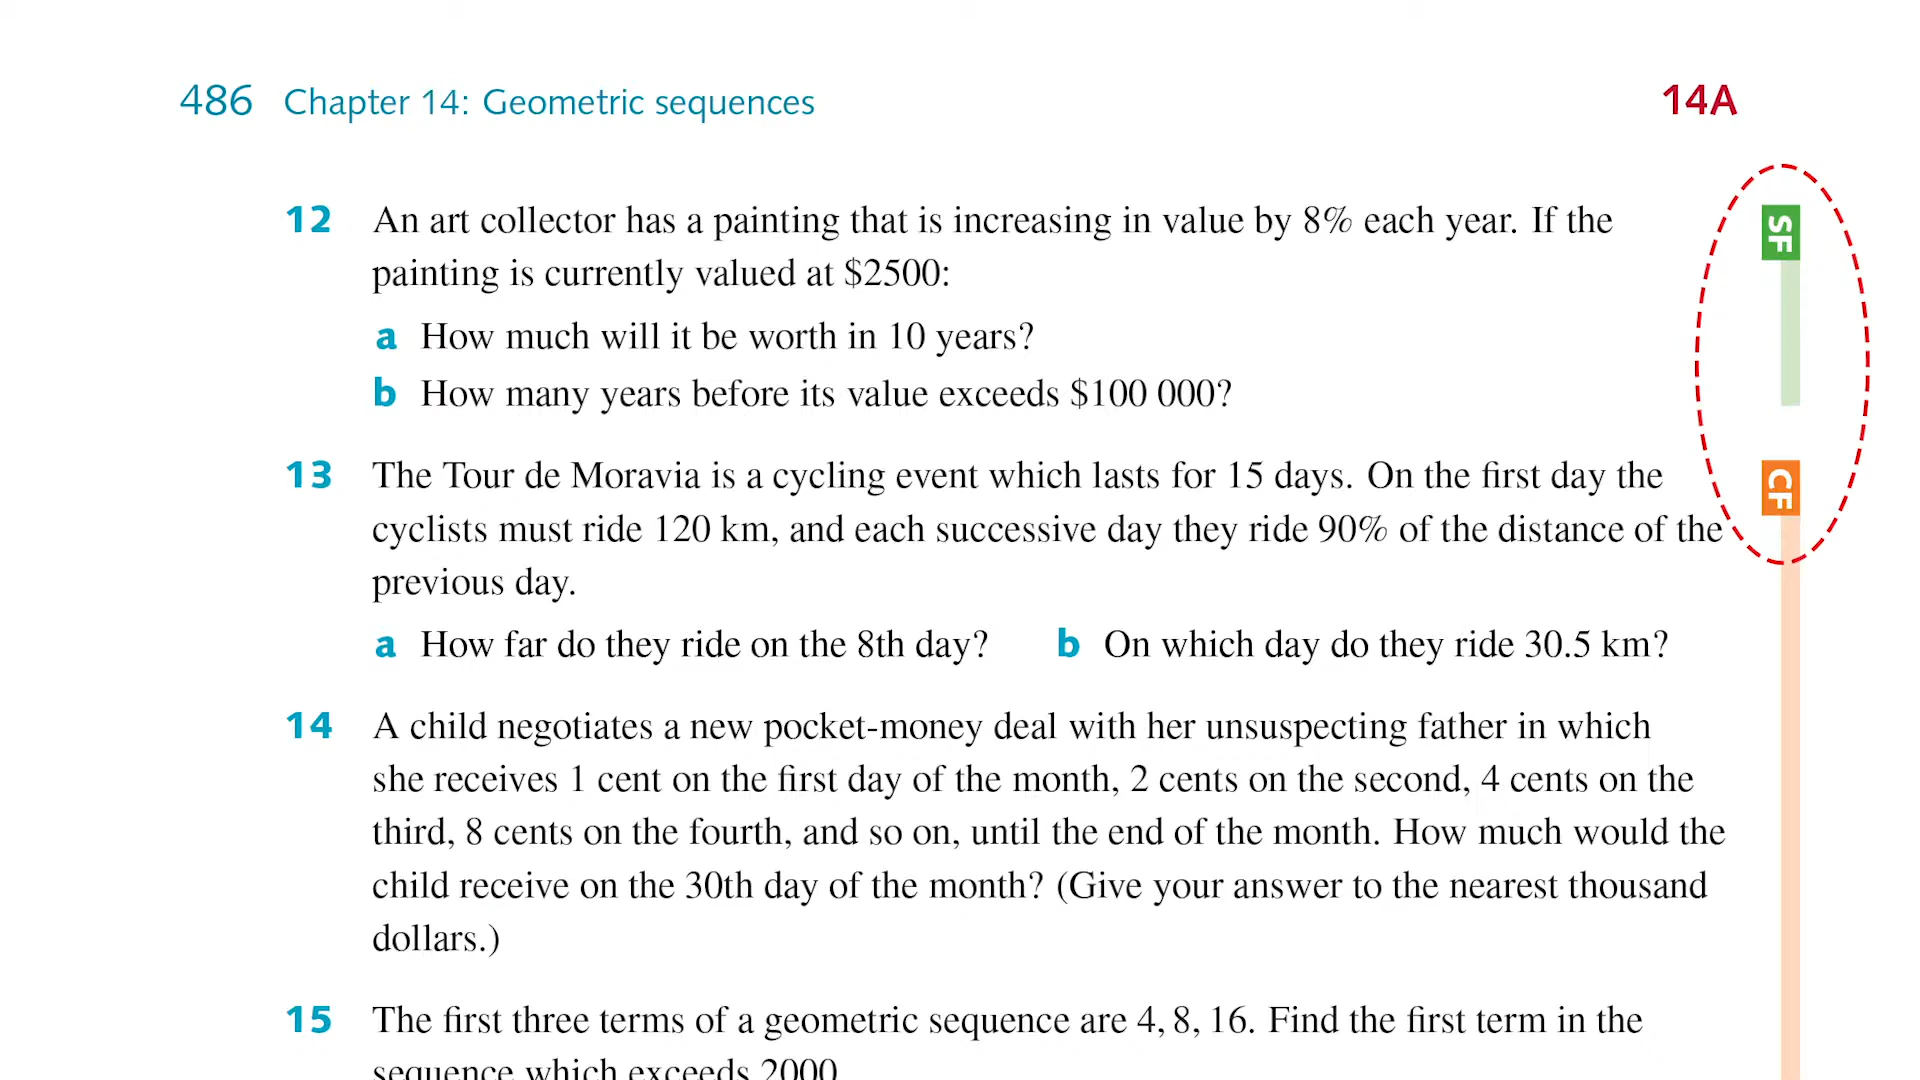 486 Chapter 14: Geometric sequences 14A
12 An art collector has a painting that is increasing in value by 8% each year. If the
painting is currently valued at $2500:
a How much will it be worth in 10 years?
b How many years before its value exceeds $100 000?
SF
13 The Tour de Moravia is a cycling event which lasts for 15 days. On the first day the
cyclists must ride 120 km, and each successive day they ride 90% of the distance of the
previous day.
CF
a How far do they ride on the 8th day? b On which day do they ride 30.5 km?
14 A child negotiates a new pocket-money deal with her unsuspecting father in which
she receives 1 cent on the first day of the month, 2 cents on the second, 4 cents on the
third, 8 cents on the fourth, and so on, until the end of the month. How much would the
child receive on the 30th day of the month? (Give your answer to the nearest thousand
dollars.)
15 The first three terms of a geometric sequence are 4, 8, 16. Find the first term in the
sequence which exceeds 2000